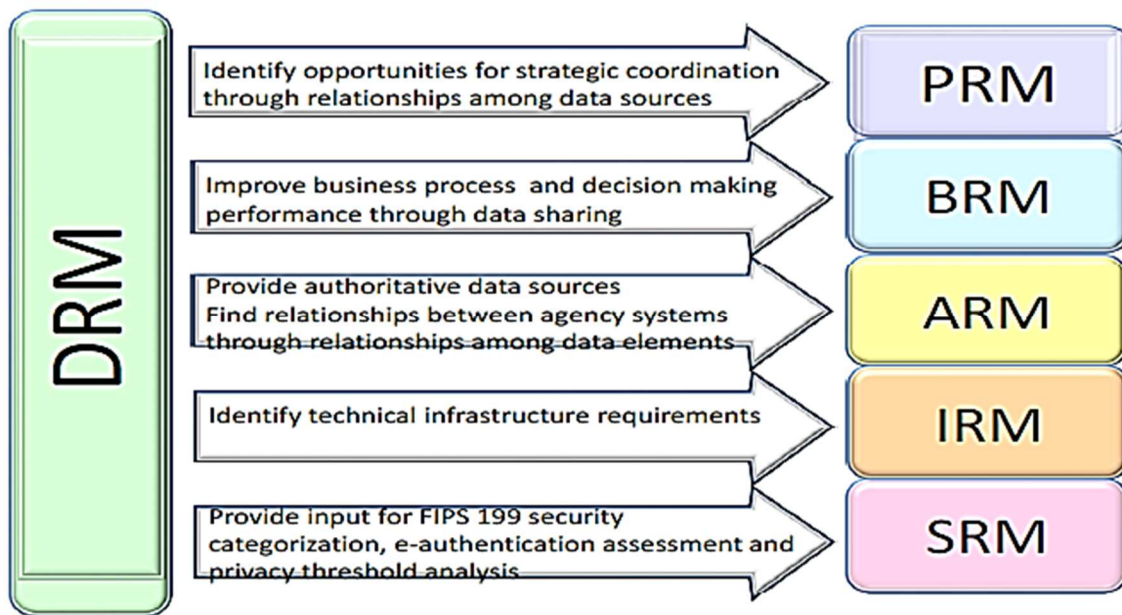 DRM
Identify opportunities for strategic coordination
through relationships among data sources
PRM
Improve business process and decision making
performance through data sharing
BRM
Provide authoritative data sources
Find relationships between agency systems
through relationships among data elements
ARM
Identify technical infrastructure requirements
IRM
Provide input for FIPS 199 security
categorization, e-authentication assessment and
privacy threshold analysis
SRM